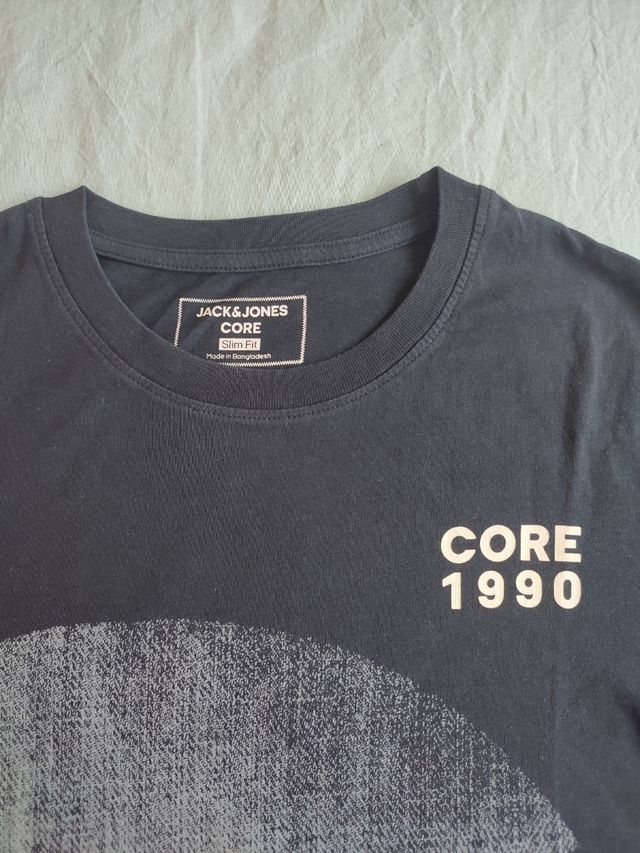 JACK&JONES
CORE
Slim Fit
Made in Bangladesh
CORE
1990